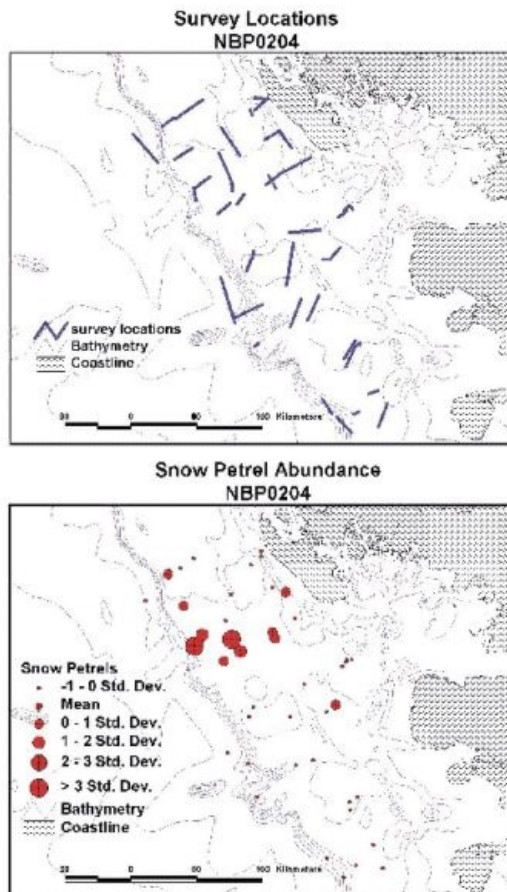 Survey Locations
NBP0204
survey locations
Bathymetry
Coastline
0
Kilometers
Snow Petrel Abundance
NBP0204
Snow Petrels
-1 - 0 Std. Dev.
Mean
0 - 1 Std. Dev.
1 - 2 Std. Dev.
2 - 3 Std. Dev.
> 3 Std. Dev.
Bathymetry
Coastline
0
Kilometers